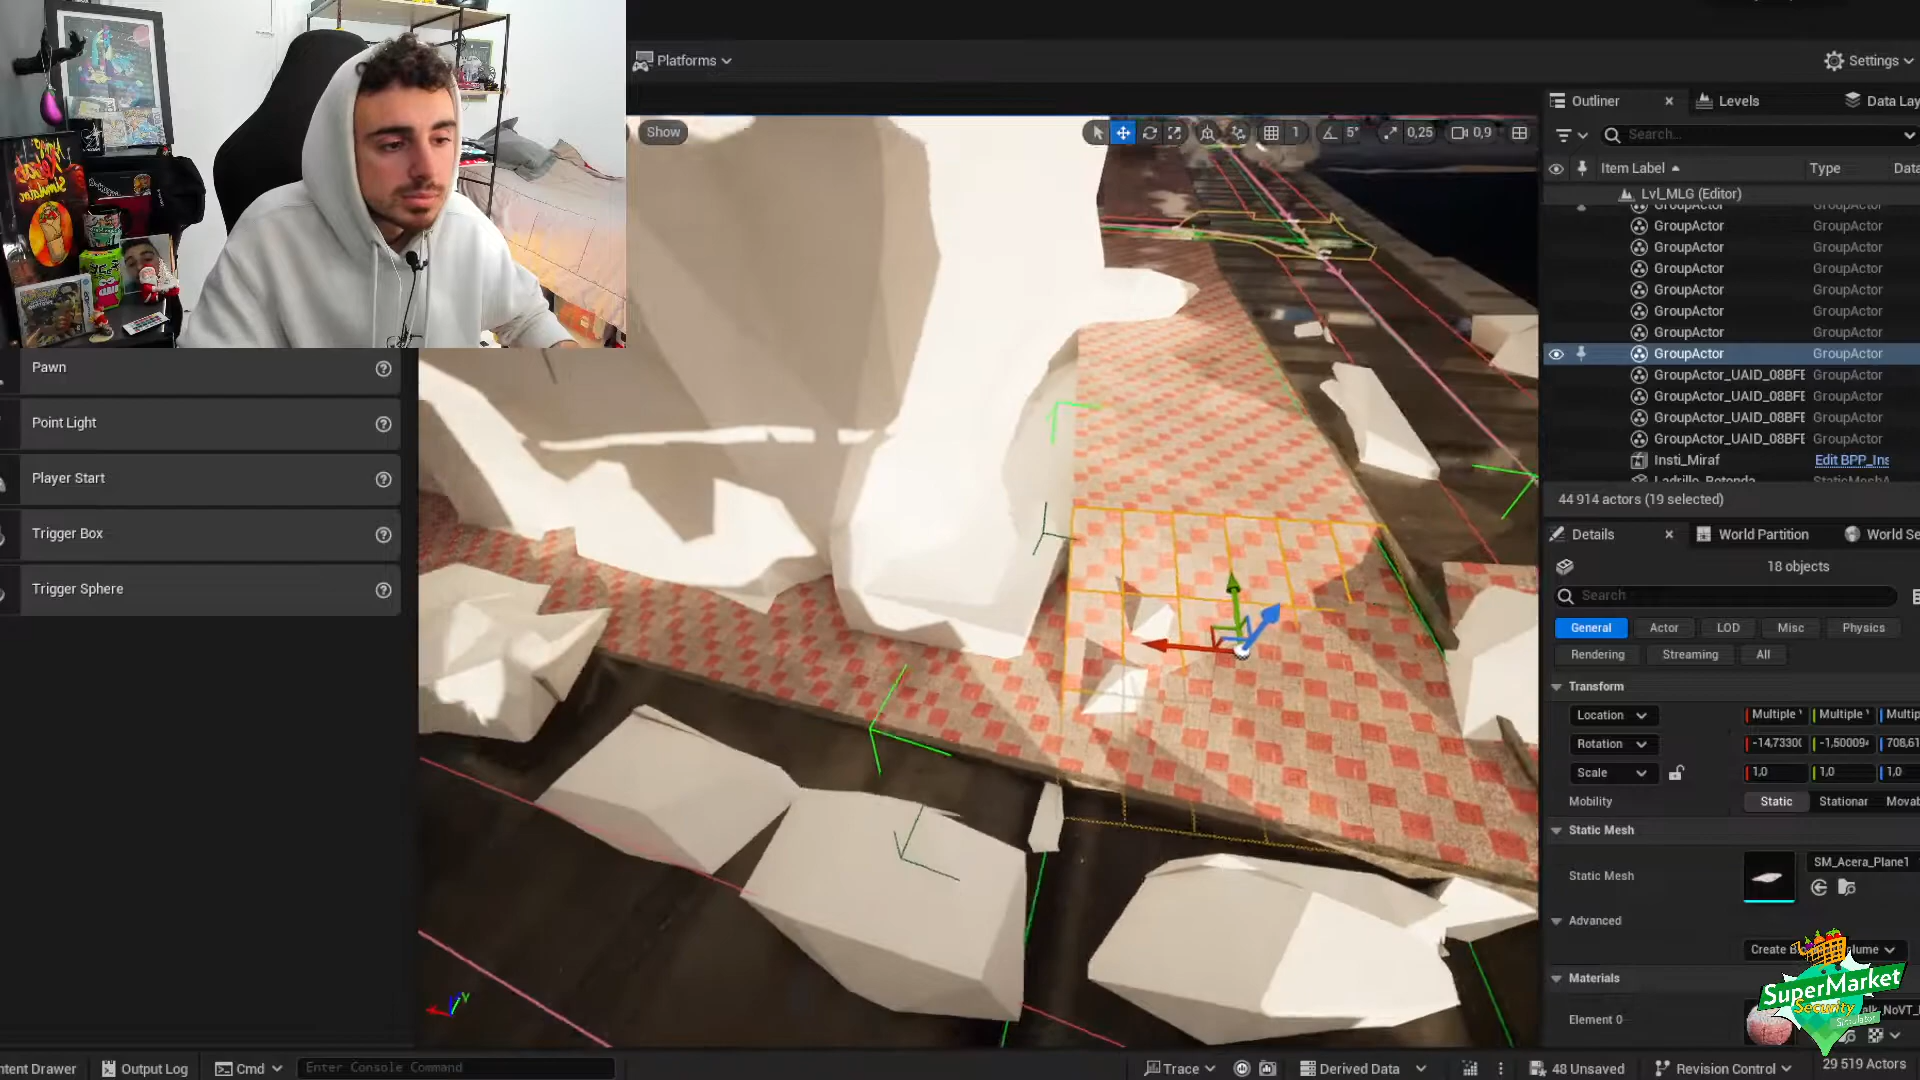 Platforms
Settings
Outliner
Levels
Data Lay
Show
1
5°
0,25
0,9
Search...
Item Label
Type
Data
Lvl_MLG (Editor)
GroupActor GroupActor
GroupActor GroupActor
GroupActor GroupActor
GroupActor GroupActor
GroupActor GroupActor
GroupActor GroupActor
GroupActor GroupActor
GroupActor GroupActor
GroupActor_UAID_08BFE GroupActor
GroupActor_UAID_08BFE GroupActor
GroupActor_UAID_08BFE GroupActor
GroupActor_UAID_08BFE GroupActor
Insti_Miraf Edit BPP_Ins
Ladrillo_Rotonda StaticMeshA
44 914 actors (19 selected)
Pawn
Point Light
Player Start
Trigger Box
Trigger Sphere
Details
World Partition
World Se
18 objects
Search
General
Actor
LOD
Misc
Physics
Rendering
Streaming
All
Transform
Location Multiple Multiple Multip
Rotation -14,7330 -1,50009 708,61
Scale 1,0 1,0 1,0
Mobility Static Stationar Movab
Static Mesh
Static Mesh SM_Acera_Plane1
Advanced
Create B
lume
Materials
Element 0
NoVT_
SuperMarket
Security
Simulator
29 519 Actors
ntent Drawer
Output Log
Cmd
Enter Console Command
Trace
Derived Data
48 Unsaved
Revision Control